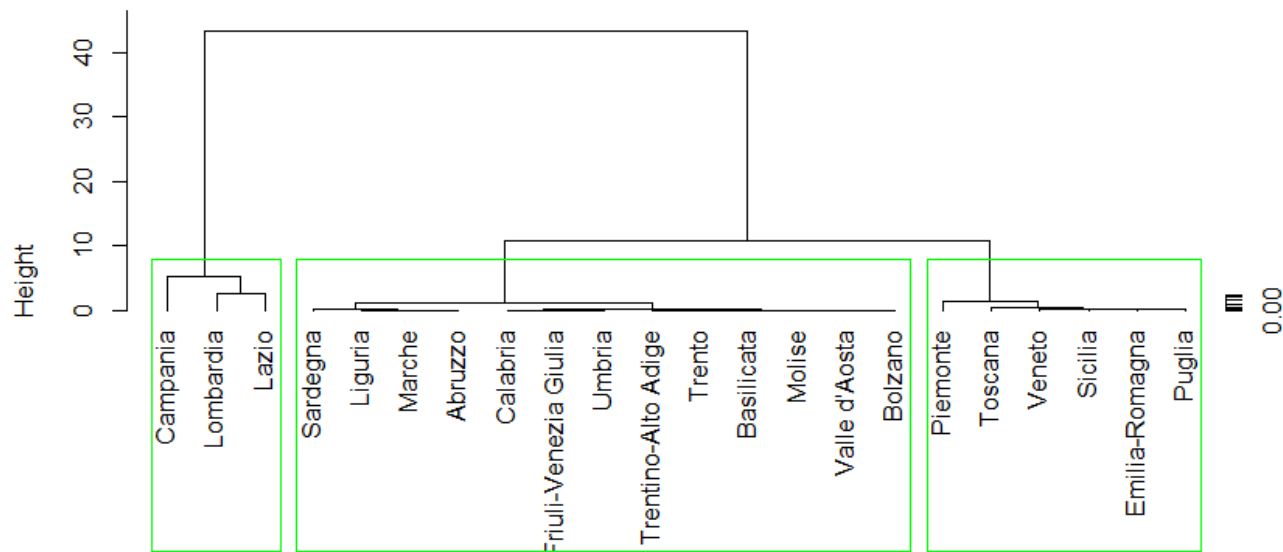 Height
0
10
20
30
40
Campania
Lombardia
Lazio
Sardegna
Liguria
Marche
Abruzzo
Calabria
Friuli-Venezia Giulia
Umbria
Trentino-Alto Adige
Trento
Basilicata
Molise
Valle d'Aosta
Bolzano
Piemonte
Toscana
Veneto
Sicilia
Emilia-Romagna
Puglia
0.00